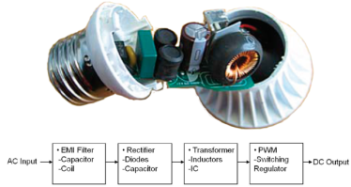 AC Input
• EMI Filter
-Capacitor
-Coil
• Rectifier
-Diodes
-Capacitor
• Transformer
-Inductors
-IC
• PWM
-Switching
Regulator
DC Output